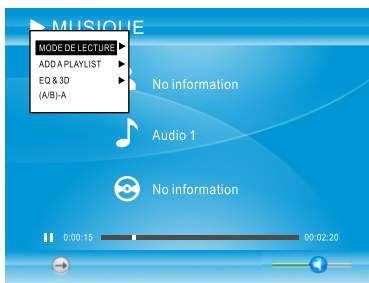 MUSIQUE
MODE DE LECTURE
ADD A PLAYLIST
EQ & 3D
(A/B)-A
No information
Audio 1
No information
0:00:15
00:02:20